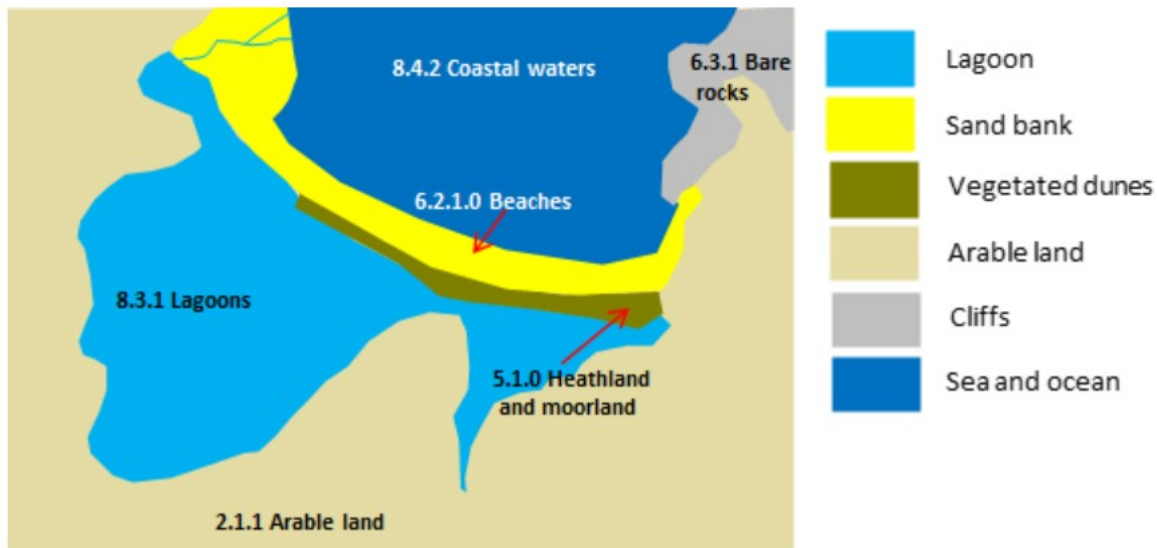 8.4.2 Coastal waters
6.3.1 Bare
rocks
6.2.1.0 Beaches
8.3.1 Lagoons
5.1.0 Heathland
and moorland
2.1.1 Arable land
Lagoon
Sand bank
Vegetated dunes
Arable land
Cliffs
Sea and ocean